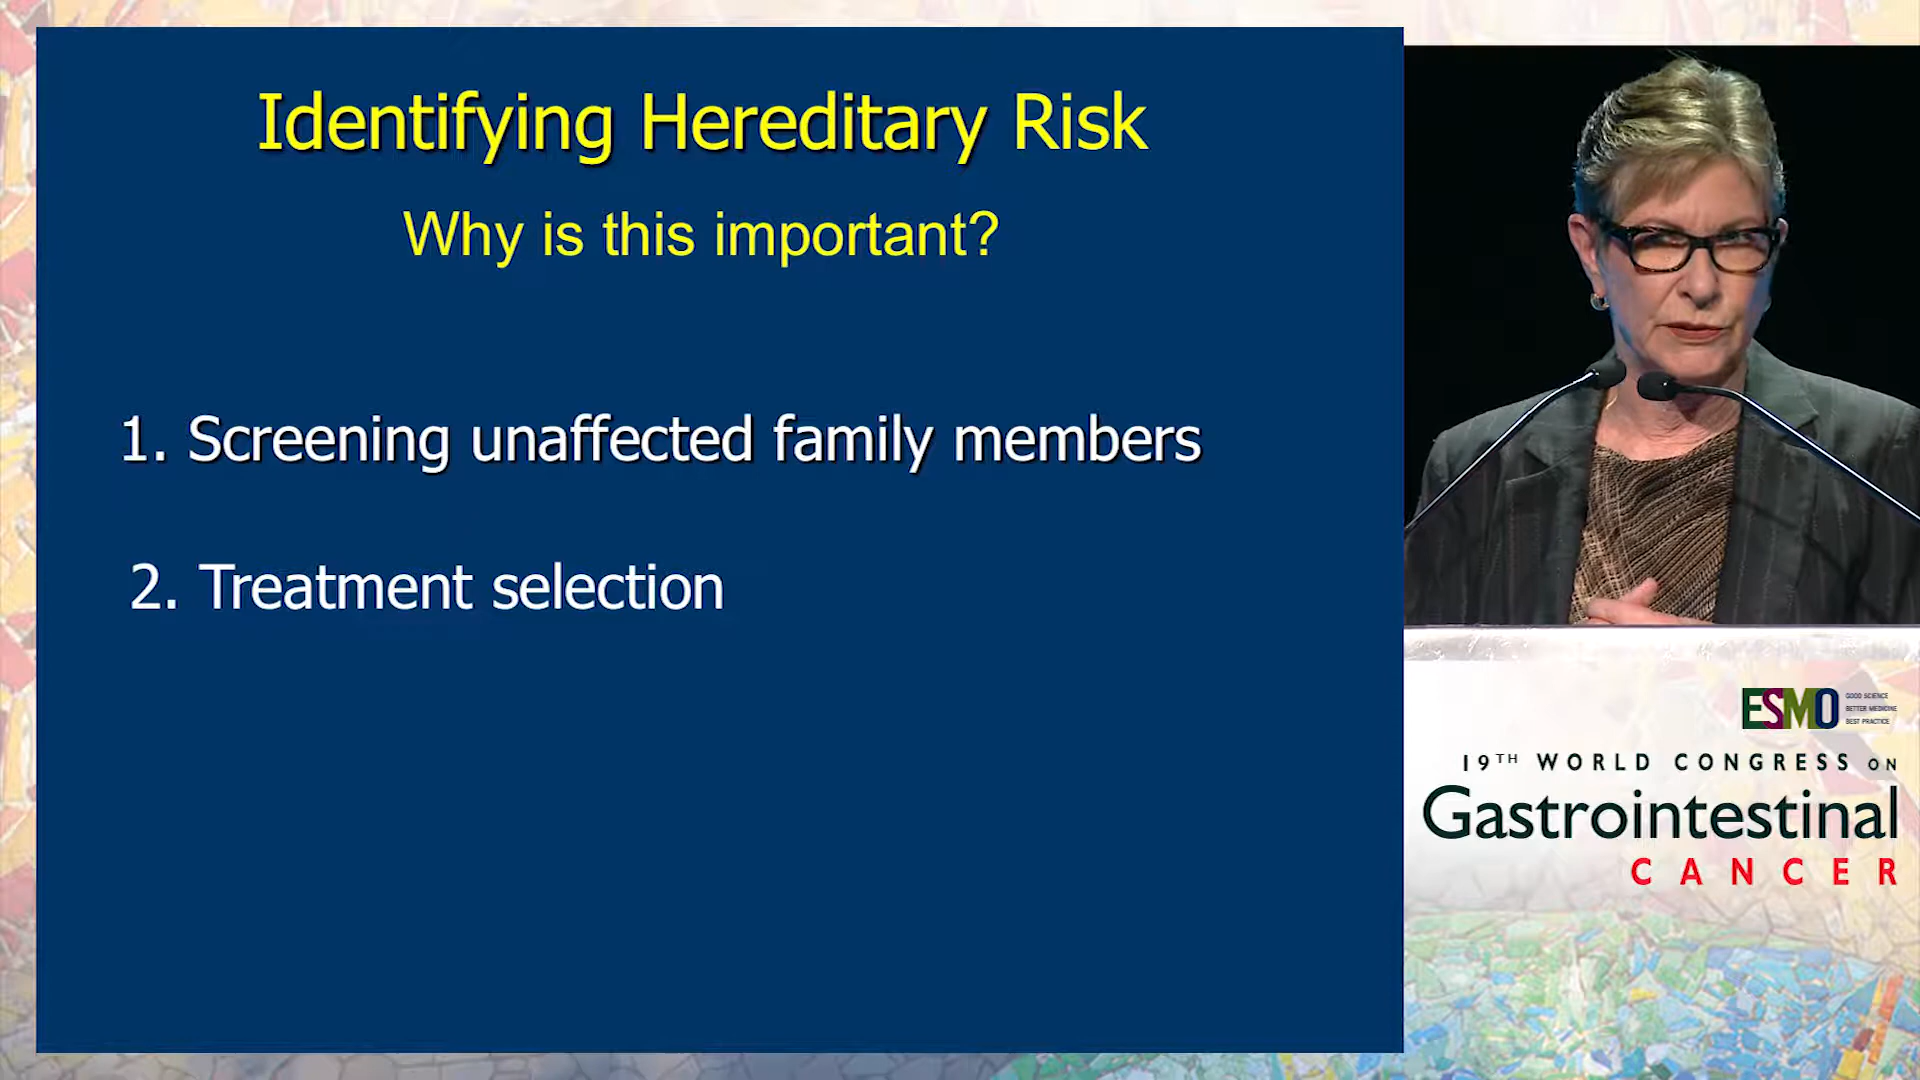 Identifying Hereditary Risk
Why is this important?
1. Screening unaffected family members
2. Treatment selection
ESMO
GOOD SCIENCE
BETTER MEDICINE
BEST PRACTICE
19TH WORLD CONGRESS ON
Gastrointestinal
CANCER